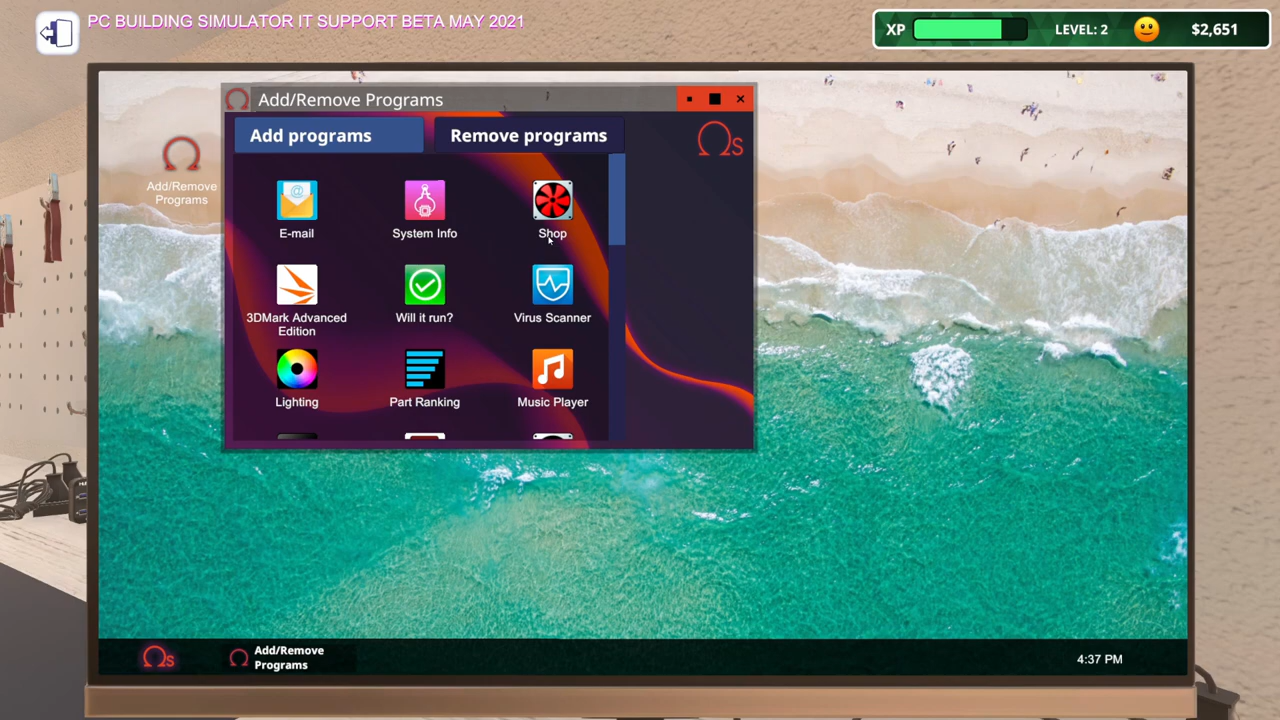 PC BUILDING SIMULATOR IT SUPPORT BETA MAY 2021
XP
LEVEL: 2
$2,651
Add/Remove Programs
Add programs
Remove programs
Ωs
Add/Remove
Programs
E-mail
System Info
Shop
3DMark Advanced
Edition
Will it run?
Virus Scanner
Lighting
Part Ranking
Music Player
Ωs
Add/Remove
Programs
4:37 PM